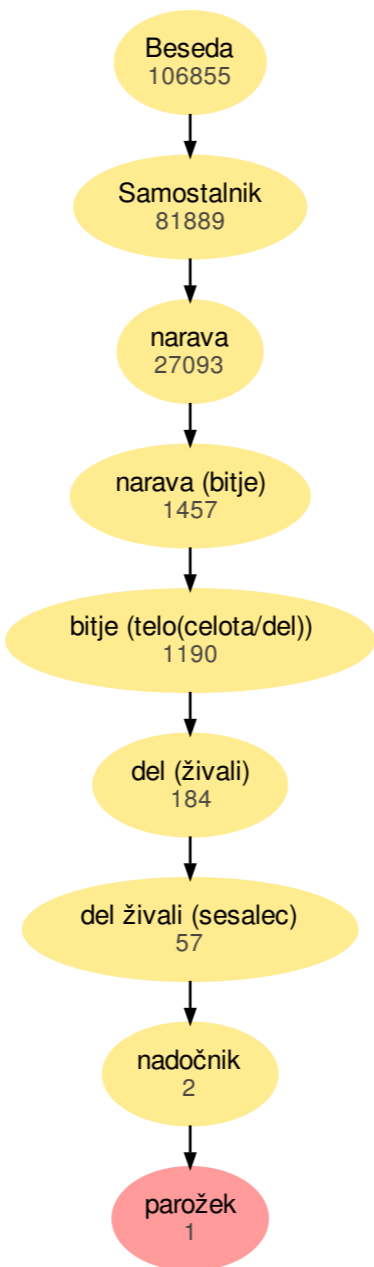 Beseda
106855
Samostalnik
81889
narava
27093
narava (bitje)
1457
bitje (telo(celota/del))
1190
del (živali)
184
del živali (sesalec)
57
nadočnik
2
parožek
1